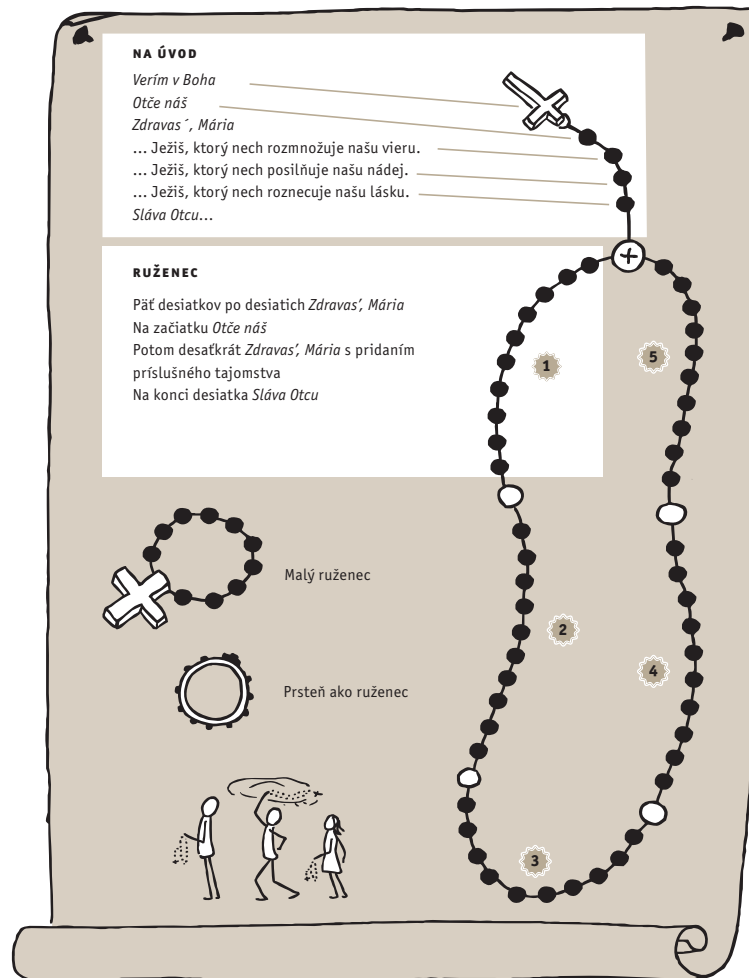 NA ÚVOD
Verím v Boha
Otče náš
Zdravas´, Mária
... Ježiš, ktorý nech rozmnožuje našu vieru.
... Ježiš, ktorý nech posilňuje našu nádej.
... Ježiš, ktorý nech roznecuje našu lásku.
Sláva Otcu...
RUŽENEC
Päť desiatkov po desiatich Zdravas’, Mária
Na začiatku Otče náš
Potom desaťkrát Zdravas’, Mária s pridaním
príslušného tajomstva
Na konci desiatka Sláva Otcu
1
5
Malý ruženec
2
4
Prsteň ako ruženec
3